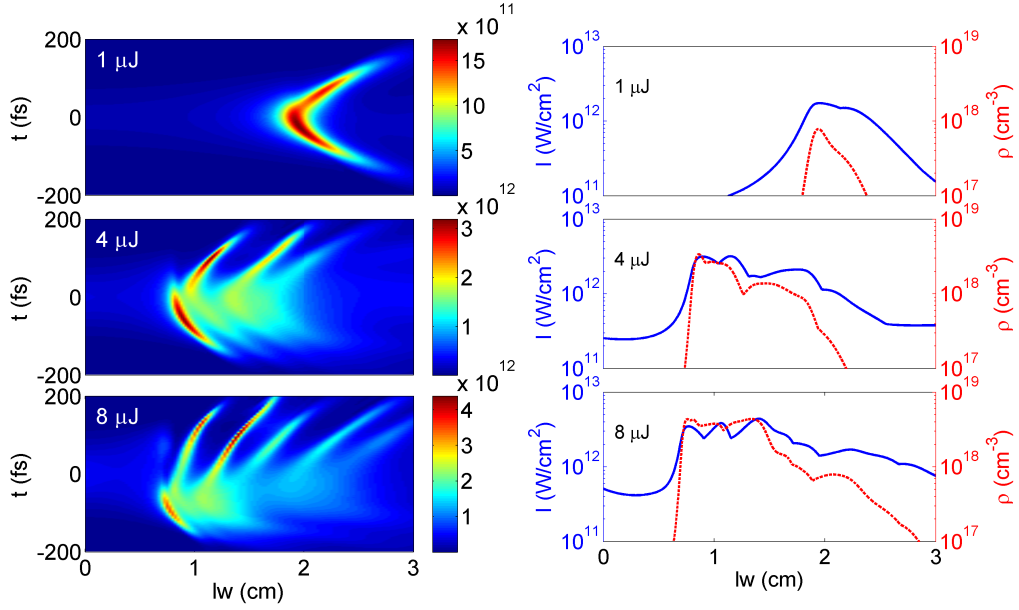 x 10^11
200
1 μJ
t (fs)
0
-200
15
10
5
x 10^12
200
4 μJ
t (fs)
0
-200
3
2
1
x 10^12
200
8 μJ
t (fs)
0
-200
4
3
2
1
0 1 2 3
lw (cm)
10^13
10^12
10^11
I (W/cm^2)
1 μJ
10^19
10^18
10^17
ρ (cm^-3)
10^13
10^12
10^11
I (W/cm^2)
4 μJ
10^19
10^18
10^17
ρ (cm^-3)
10^13
10^12
10^11
I (W/cm^2)
8 μJ
10^19
10^18
10^17
ρ (cm^-3)
0 1 2 3
lw (cm)